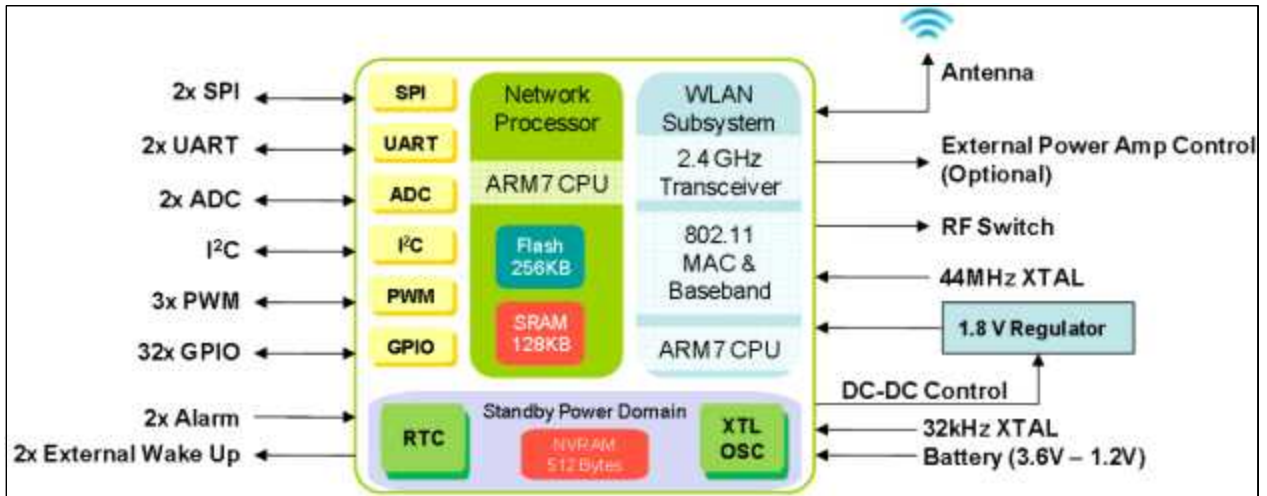 2x SPI
2x UART
2x ADC
I²C
3x PWM
32x GPIO
2x Alarm
2x External Wake Up
SPI
UART
ADC
I²C
PWM
GPIO
Network
Processor
ARM7 CPU
Flash
256KB
SRAM
128KB
WLAN
Subsystem
2.4 GHz
Transceiver
802.11
MAC &
Baseband
ARM7 CPU
Standby Power Domain
RTC
NVRAM
512 Bytes
XTL
OSC
Antenna
External Power Amp Control
(Optional)
RF Switch
44MHz XTAL
1.8 V Regulator
DC-DC Control
32kHz XTAL
Battery (3.6V – 1.2V)